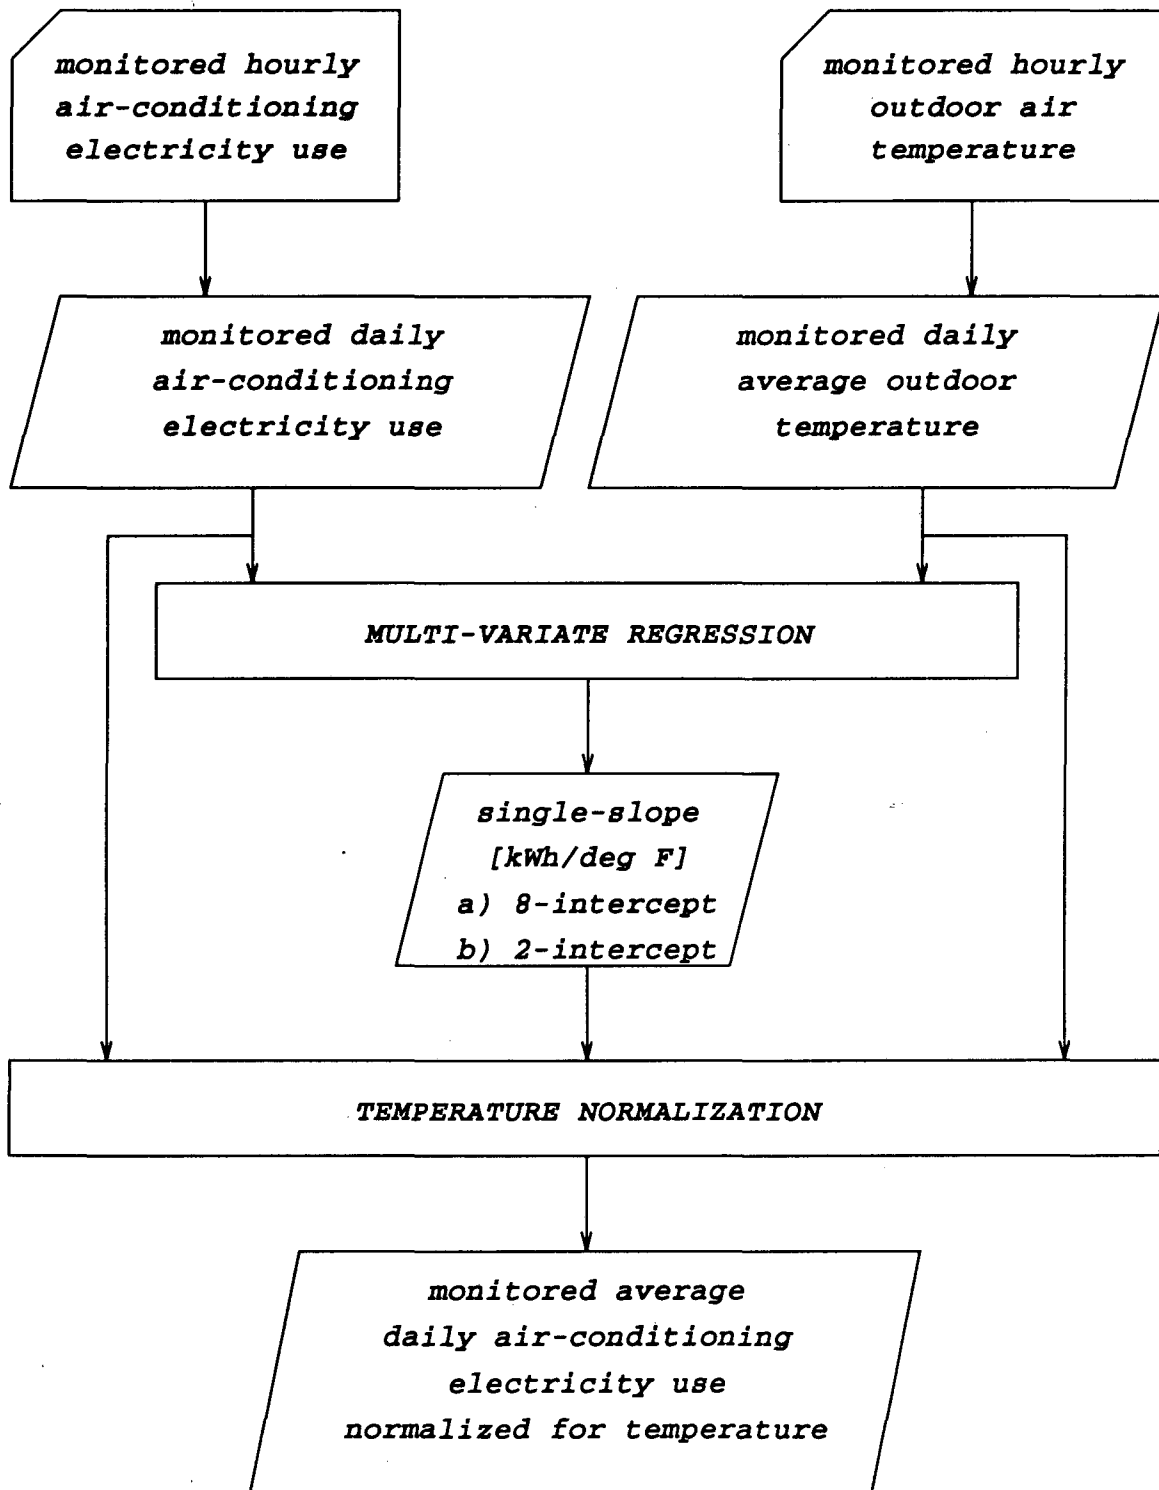 monitored hourly
air-conditioning
electricity use
monitored hourly
outdoor air
temperature
monitored daily
air-conditioning
electricity use
monitored daily
average outdoor
temperature
MULTI-VARIATE REGRESSION
single-slope
[kWh/deg F]
a) 8-intercept
b) 2-intercept
TEMPERATURE NORMALIZATION
monitored average
daily air-conditioning
electricity use
normalized for temperature